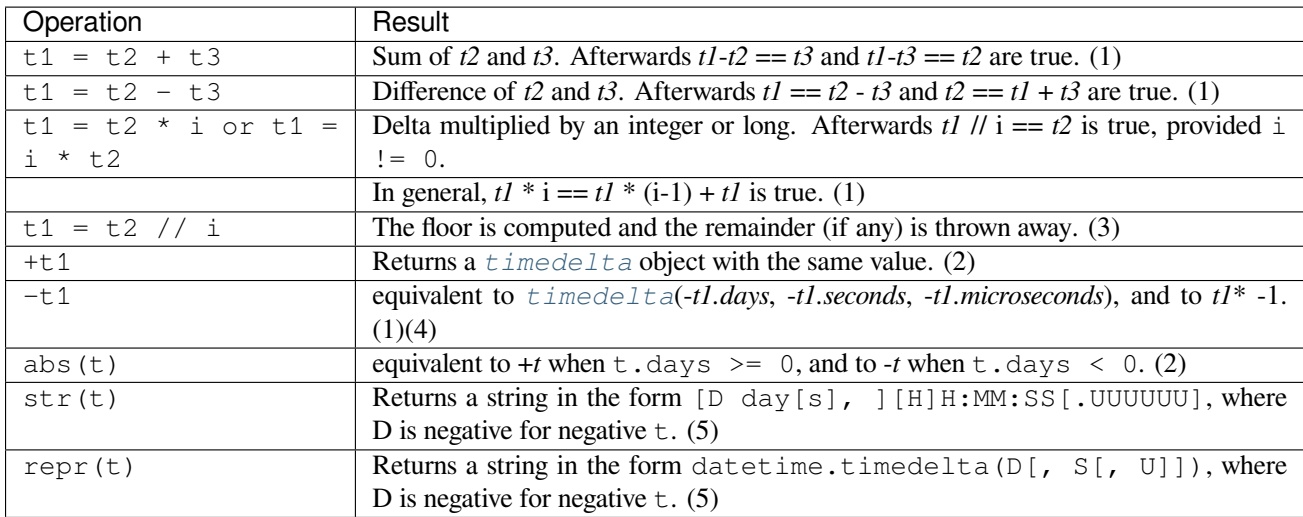 Operation Result
t1 = t2 + t3 Sum of t2 and t3. Afterwards t1-t2 == t3 and t1-t3 == t2 are true. (1)
t1 = t2 - t3 Difference of t2 and t3. Afterwards t1 == t2 - t3 and t2 == t1 + t3 are true. (1)
t1 = t2 * i or t1 = Delta multiplied by an integer or long. Afterwards t1 // i == t2 is true, provided i
i * t2 != 0.
In general, t1 * i == t1 * (i-1) + t1 is true. (1)
t1 = t2 // i The floor is computed and the remainder (if any) is thrown away. (3)
+t1 Returns a timedelta object with the same value. (2)
-t1 equivalent to timedelta(-t1.days, -t1.seconds, -t1.microseconds), and to t1* -1.
(1)(4)
abs(t) equivalent to +t when t.days >= 0, and to -t when t.days < 0. (2)
str(t) Returns a string in the form [D day[s], ][H]H:MM:SS[.UUUUUU], where
D is negative for negative t. (5)
repr(t) Returns a string in the form datetime.timedelta(D[, S[, U]]), where
D is negative for negative t. (5)